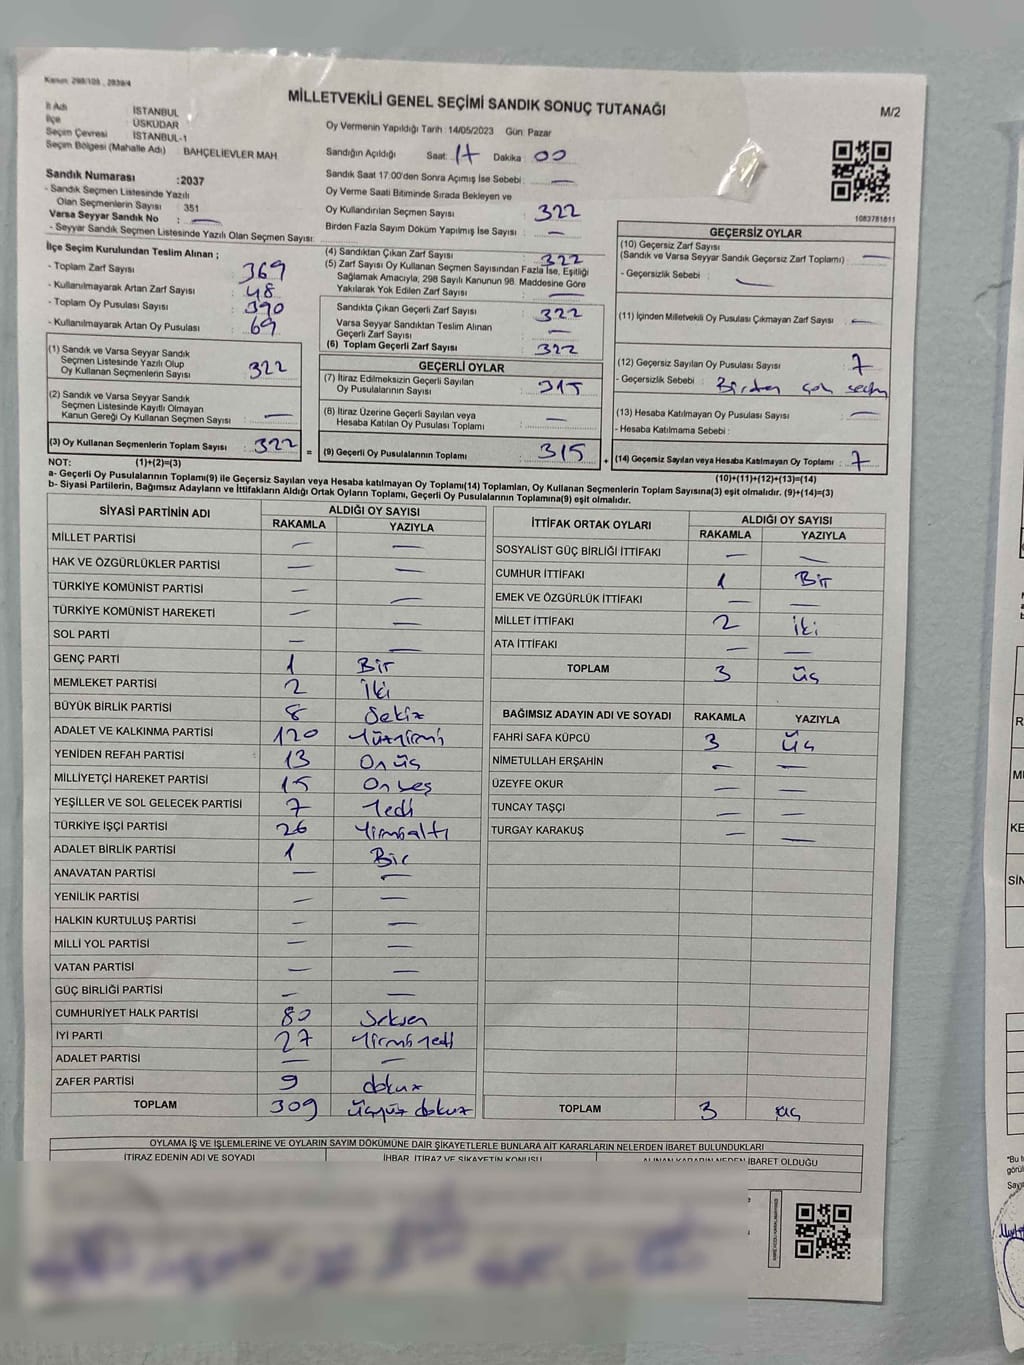 Kanun: 298/105 , 2839/4
MİLLETVEKİLİ GENEL SEÇİMİ SANDIK SONUÇ TUTANAĞI
M/2
İl Adı İSTANBUL
İlçe ÜSKÜDAR
Seçim Çevresi İSTANBUL-1
Seçim Bölgesi (Mahalle Adı) : BAHÇELİEVLER MAH
Sandık Numarası :2037
- Sandık Seçmen Listesinde Yazılı
Olan Seçmenlerin Sayısı : 351
Varsa Seyyar Sandık No : —
- Seyyar Sandık Seçmen Listesinde Yazılı Olan Seçmen Sayısı:
Oy Vermenin Yapıldığı Tarih : 14/05/2023 Gün: Pazar
Sandığın Açıldığı Saat: 17 Dakika : 00
Sandık Saat 17:00'den Sonra Açımış İse Sebebi : —
Oy Verme Saati Bitiminde Sırada Bekleyen ve
Oy Kullandırılan Seçmen Sayısı : 322
Birden Fazla Sayım Döküm Yapılmış İse Sayısı : —
1083781811
İlçe Seçim Kurulundan Teslim Alınan ;
- Toplam Zarf Sayısı : 369
- Kullanılmayarak Artan Zarf Sayısı : 48
- Toplam Oy Pusulası Sayısı : 390
- Kullanılmayarak Artan Oy Pusulası : 69
(1) Sandık ve Varsa Seyyar Sandık
Seçmen Listesinde Yazılı Olup
Oy Kullanan Seçmenlerin Sayısı : 322
(2) Sandık ve Varsa Seyyar Sandık
Seçmen Listesinde Kayıtlı Olmayan
Kanun Gereği Oy Kullanan Seçmen Sayısı : —
(3) Oy Kullanan Seçmenlerin Toplam Sayısı : 322 =
(4) Sandıktan Çıkan Zarf Sayısı : 322
(5) Zarf Sayısı Oy Kullanan Seçmen Sayısından Fazla İse, Eşitliği
Sağlamak Amacıyla, 298 Sayılı Kanunun 98. Maddesine Göre
Yakılarak Yok Edilen Zarf Sayısı : —
Sandıkta Çıkan Geçerli Zarf Sayısı : 322
Varsa Seyyar Sandıktan Teslim Alınan
Geçerli Zarf Sayısı : —
(6) Toplam Geçerli Zarf Sayısı : 322
GEÇERLİ OYLAR
(7) İtiraz Edilmeksizin Geçerli Sayılan
Oy Pusulalarının Sayısı : 315
(8) İtiraz Üzerine Geçerli Sayılan veya
Hesaba Katılan Oy Pusulası Toplamı : —
(9) Geçerli Oy Pusulalarının Toplamı : 315 +
GEÇERSİZ OYLAR
(10) Geçersiz Zarf Sayısı
(Sandık ve Varsa Seyyar Sandık Geçersiz Zarf Toplamı) : —
- Geçersizlik Sebebi : —
(11) İçinden Milletvekili Oy Pusulası Çıkmayan Zarf Sayısı : —
(12) Geçersiz Sayılan Oy Pusulası Sayısı : 7
- Geçersizlik Sebebi : Birden çok seçim
(13) Hesaba Katılmayan Oy Pusulası Sayısı : —
- Hesaba Katılmama Sebebi :
(14) Geçersiz Sayılan veya Hesaba Katılmayan Oy Toplamı : 7
NOT: (1)+(2)=(3) (10)+(11)+(12)+(13)=(14)
a- Geçerli Oy Pusulalarının Toplamı(9) ile Geçersiz Sayılan veya Hesaba katılmayan Oy Toplamı(14) Toplamları, Oy Kullanan Seçmenlerin Toplam Sayısına(3) eşit olmalıdır. (9)+(14)=(3)
b- Siyasi Partilerin, Bağımsız Adayların ve İttifakların Aldığı Ortak Oyların Toplamı, Geçerli Oy Pusulalarının Toplamına(9) eşit olmalıdır.
SİYASİ PARTİNİN ADI ALDIĞI OY SAYISI
RAKAMLA YAZIYLA
MİLLET PARTİSİ — —
HAK VE ÖZGÜRLÜKLER PARTİSİ — —
TÜRKİYE KOMÜNİST PARTİSİ — —
TÜRKİYE KOMÜNİST HAREKETİ — —
SOL PARTİ — —
GENÇ PARTİ 1 Bir
MEMLEKET PARTİSİ 2 İki
BÜYÜK BİRLİK PARTİSİ 8 Sekiz
ADALET VE KALKINMA PARTİSİ 120 Yüzyirmi
YENİDEN REFAH PARTİSİ 13 Onüç
MİLLİYETÇİ HAREKET PARTİSİ 15 Onbeş
YEŞİLLER VE SOL GELECEK PARTİSİ 7 Yedi
TÜRKİYE İŞÇİ PARTİSİ 26 Yirmialtı
ADALET BİRLİK PARTİSİ 1 Bir
ANAVATAN PARTİSİ — —
YENİLİK PARTİSİ — —
HALKIN KURTULUŞ PARTİSİ — —
MİLLİ YOL PARTİSİ — —
VATAN PARTİSİ — —
GÜÇ BİRLİĞİ PARTİSİ — —
CUMHURİYET HALK PARTİSİ 80 Seksen
İYİ PARTİ 27 Yirmiyedi
ADALET PARTİSİ — —
ZAFER PARTİSİ 9 dokuz
TOPLAM 309 üçyüz dokuz
İTTİFAK ORTAK OYLARI ALDIĞI OY SAYISI
RAKAMLA YAZIYLA
SOSYALİST GÜÇ BİRLİĞİ İTTİFAKI — —
CUMHUR İTTİFAKI 1 Bir
EMEK VE ÖZGÜRLÜK İTTİFAKI — —
MİLLET İTTİFAKI 2 İki
ATA İTTİFAKI — —
TOPLAM 3 üç
BAĞIMSIZ ADAYIN ADI VE SOYADI RAKAMLA YAZIYLA
FAHRİ SAFA KÜPCÜ 3 Üç
NİMETULLAH ERŞAHİN — —
ÜZEYFE OKUR — —
TUNCAY TAŞÇI — —
TURGAY KARAKUŞ — —
TOPLAM 3 üç
OYLAMA İŞ VE İŞLEMLERİNE VE OYLARIN SAYIM DÖKÜMÜNE DAİR ŞİKAYETLERLE BUNLARA AİT KARARLARIN NELERDEN İBARET BULUNDUKLARI
İTİRAZ EDENİN ADI VE SOYADI İHBAR, İTİRAZ VE ŞİKAYETİN KONUSU ALINAN KARARIN NEDEN İBARET OLDUĞU